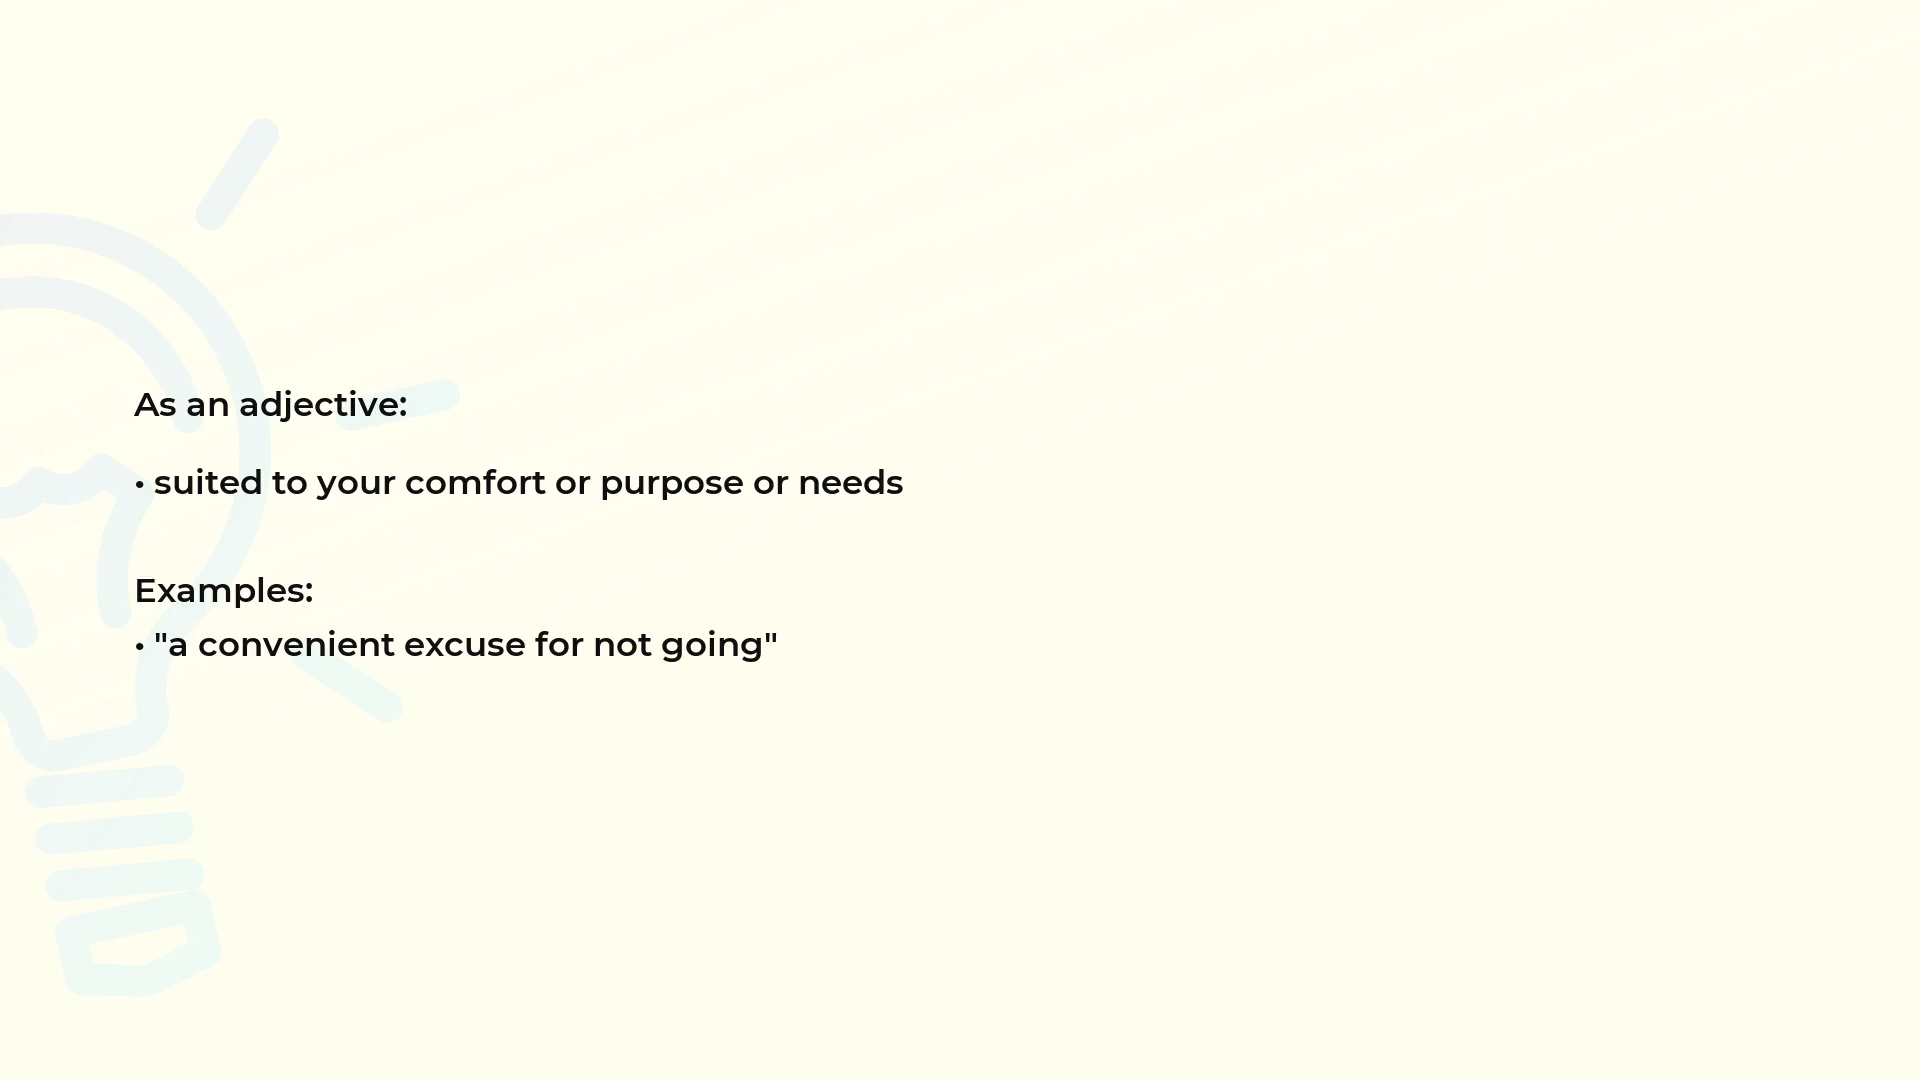 As an adjective:
• suited to your comfort or purpose or needs
Examples:
• "a convenient excuse for not going"